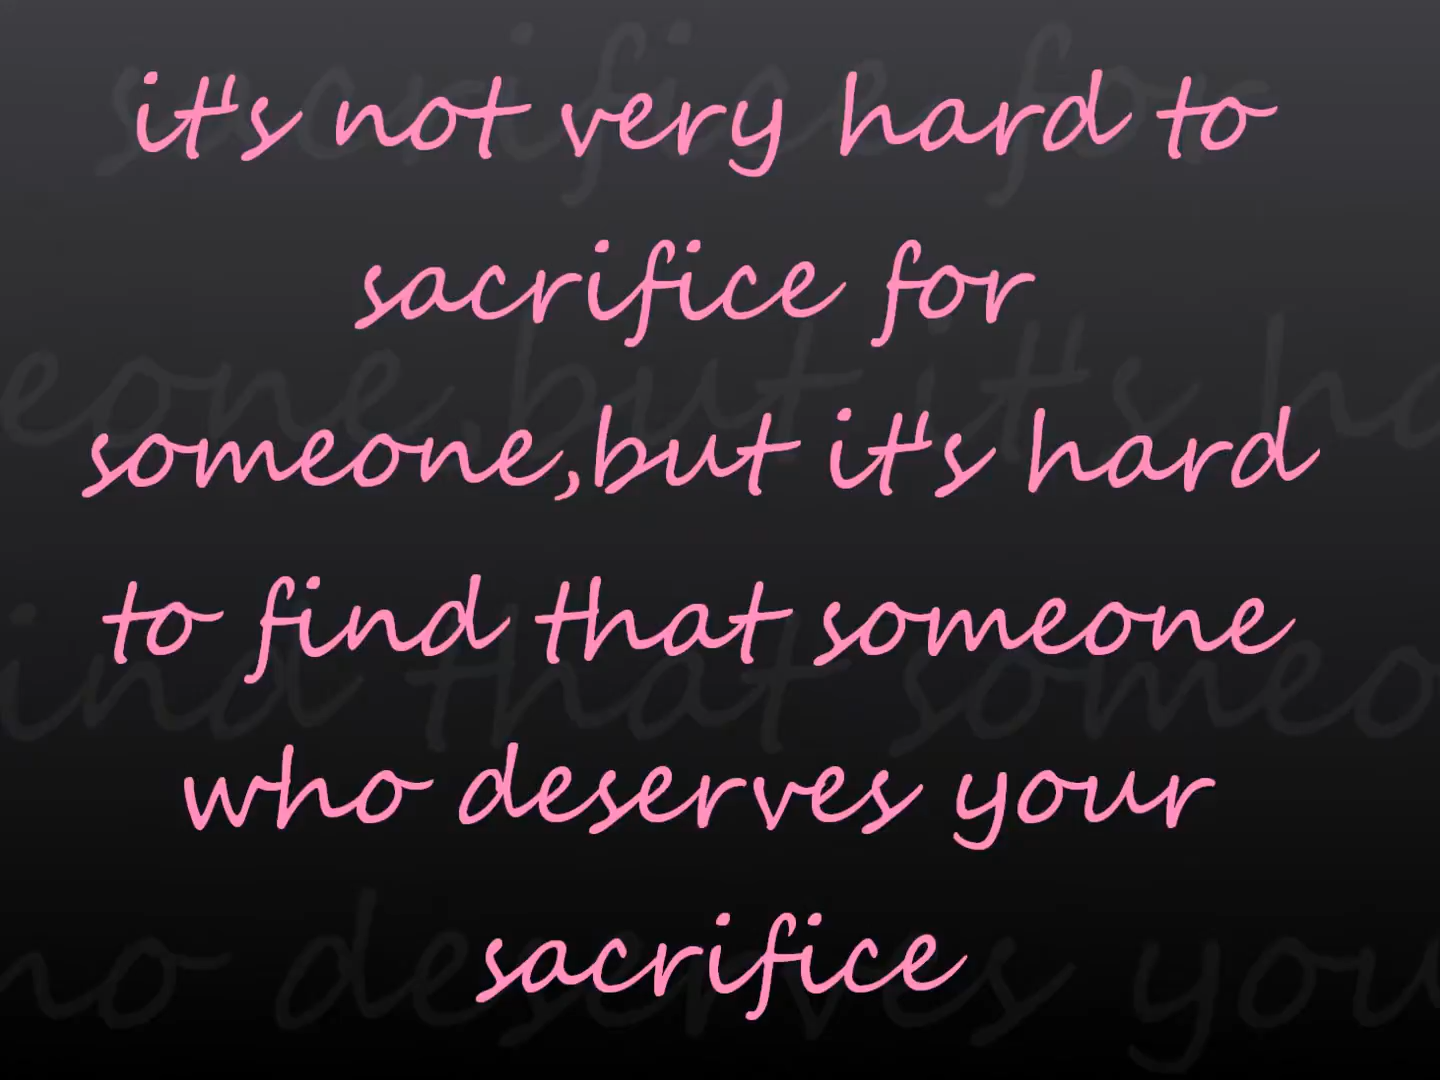 it's not very hard to
sacrifice for
someone,but it's hard
to find that someone
who deserves your
sacrifice